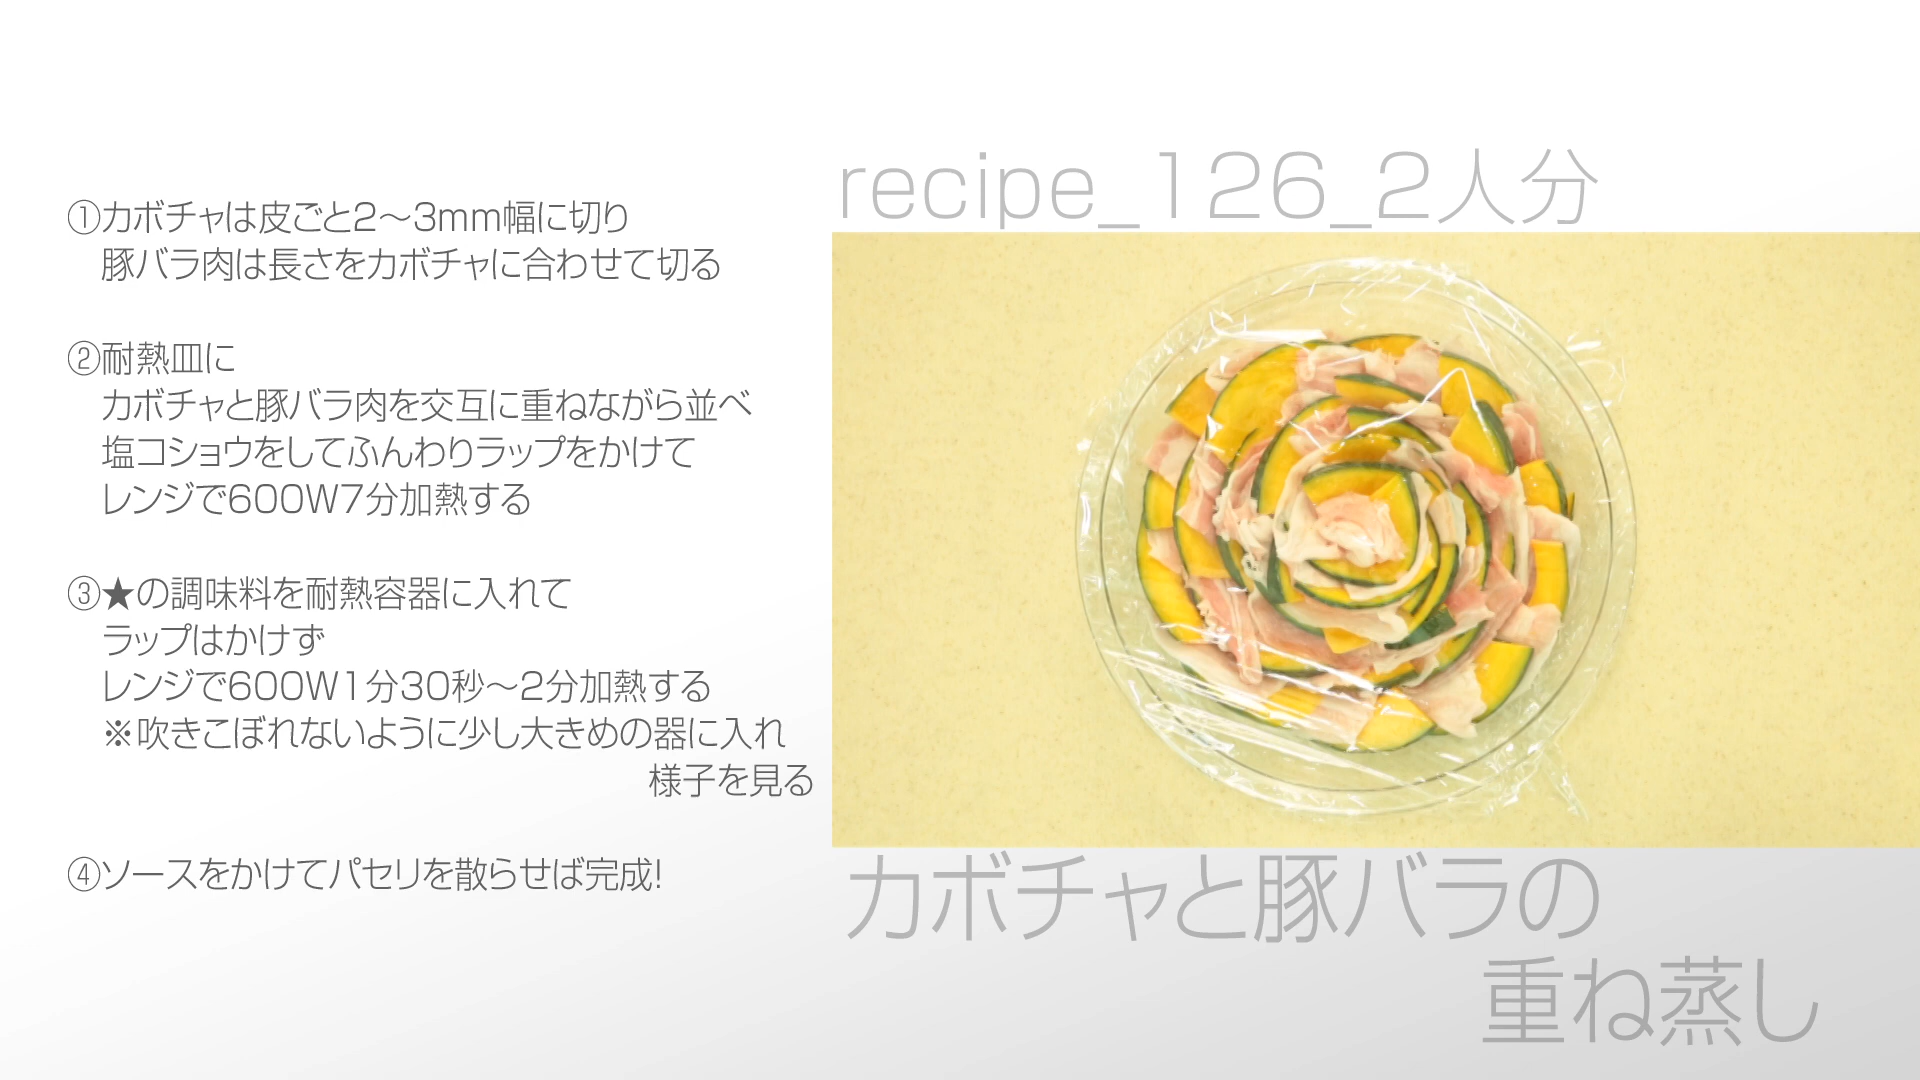 ①カボチャは皮ごと2〜3mm幅に切り
豚バラ肉は長さをカボチャに合わせて切る
②耐熱皿に
カボチャと豚バラ肉を交互に重ねながら並べ
塩コショウをしてふんわりラップをかけて
レンジで600W7分加熱する
③★の調味料を耐熱容器に入れて
ラップはかけず
レンジで600W1分30秒〜2分加熱する
※吹きこぼれないように少し大きめの器に入れ
様子を見る
④ソースをかけてパセリを散らせば完成!
recipe_126_2人分
カボチャと豚バラの
重ね蒸し